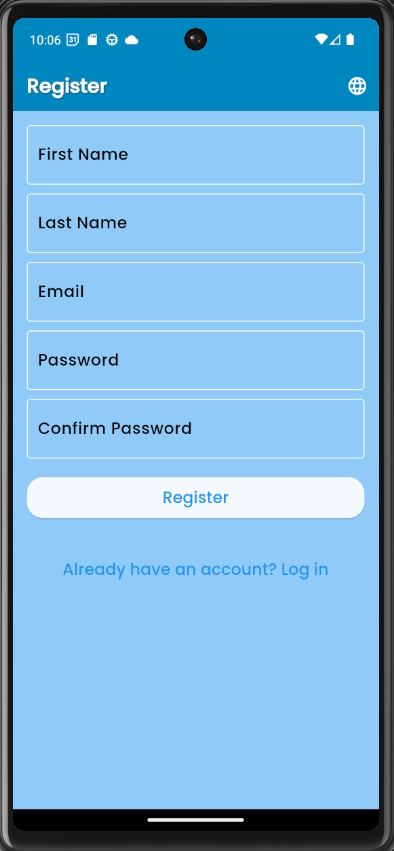 10:06 31
Register
First Name
Last Name
Email
Password
Confirm Password
Register
Already have an account? Log in